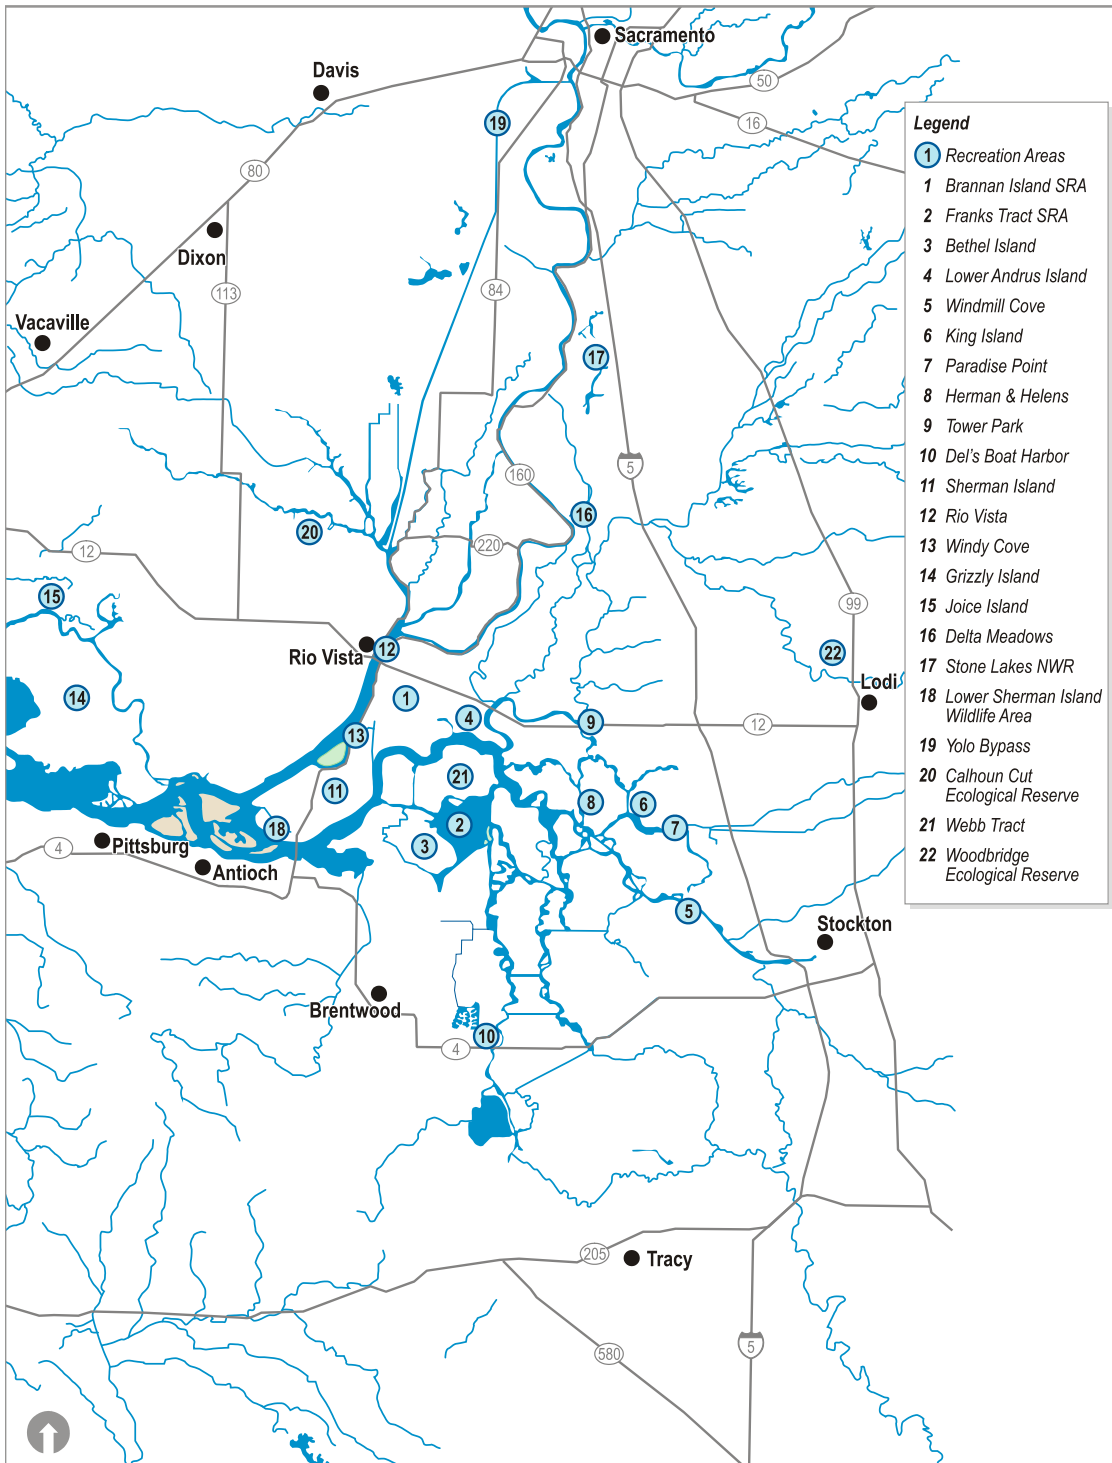 Sacramento
Davis
50
19
16
80
Dixon
113
84
Vacaville
17
5
160
16
20
220
12
15
99
12
Rio Vista
22
14
1
Lodi
4
9
12
13
21
11
6
8
7
18
2
3
4
Pittsburg
Antioch
5
Stockton
Brentwood
10
4
205
Tracy
5
580
Legend
1 Recreation Areas
1 Brannan Island SRA
2 Franks Tract SRA
3 Bethel Island
4 Lower Andrus Island
5 Windmill Cove
6 King Island
7 Paradise Point
8 Herman & Helens
9 Tower Park
10 Del's Boat Harbor
11 Sherman Island
12 Rio Vista
13 Windy Cove
14 Grizzly Island
15 Joice Island
16 Delta Meadows
17 Stone Lakes NWR
18 Lower Sherman Island
Wildlife Area
19 Yolo Bypass
20 Calhoun Cut
Ecological Reserve
21 Webb Tract
22 Woodbridge
Ecological Reserve